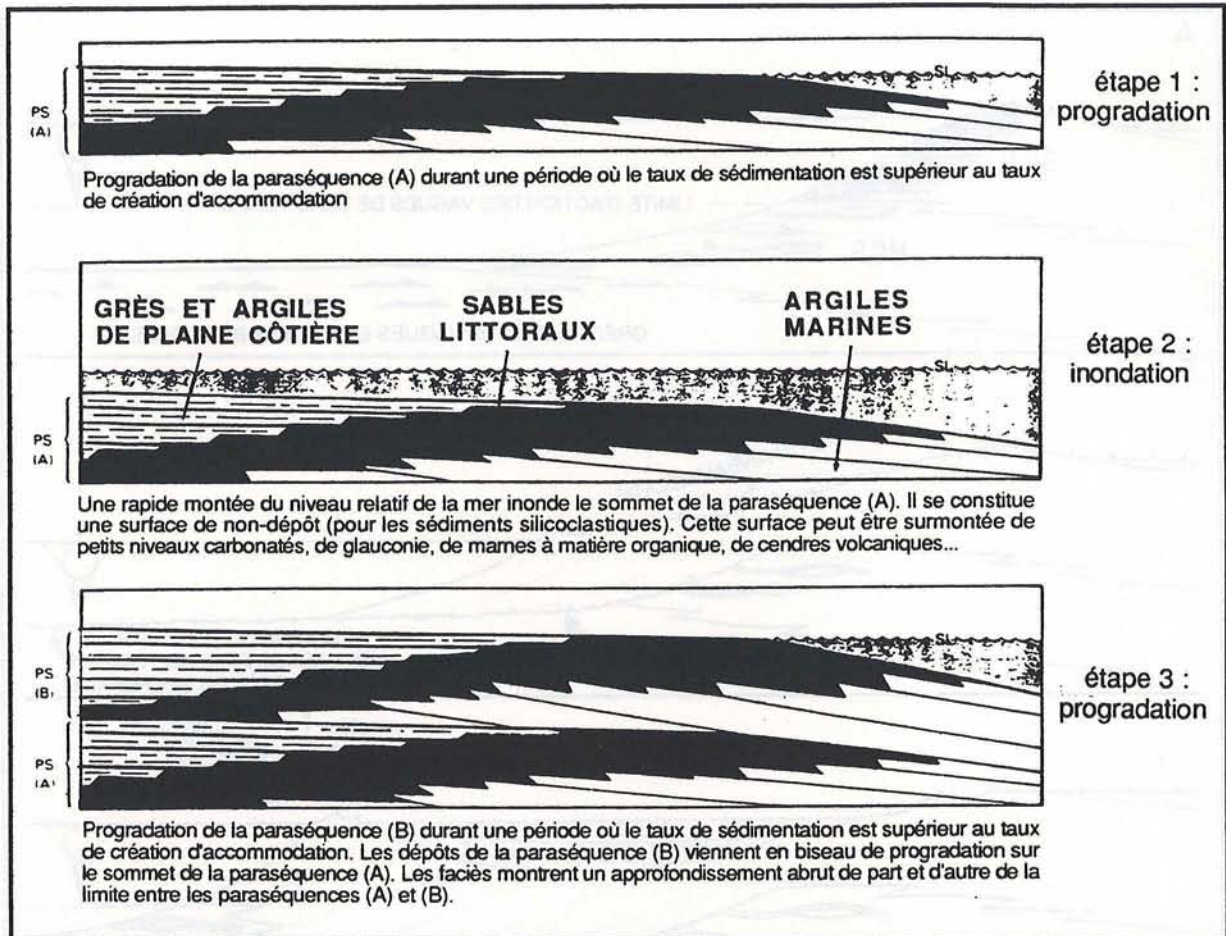 SL
étape 1 :
progradation
PS
(A)
Progradation de la paraséquence (A) durant une période où le taux de sédimentation est supérieur au taux
de création d'accommodation
GRÈS ET ARGILES
DE PLAINE CÔTIÈRE
SABLES
LITTORAUX
ARGILES
MARINES
SL
étape 2 :
inondation
PS
(A)
Une rapide montée du niveau relatif de la mer inonde le sommet de la paraséquence (A). Il se constitue
une surface de non-dépôt (pour les sédiments silicoclastiques). Cette surface peut être surmontée de
petits niveaux carbonatés, de glauconie, de marnes à matière organique, de cendres volcaniques...
SL
PS
(B)
étape 3 :
progradation
PS
(A)
Progradation de la paraséquence (B) durant une période où le taux de sédimentation est supérieur au taux
de création d'accommodation. Les dépôts de la paraséquence (B) viennent en biseau de progradation sur
le sommet de la paraséquence (A). Les faciès montrent un approfondissement abrut de part et d'autre de la
limite entre les paraséquences (A) et (B).